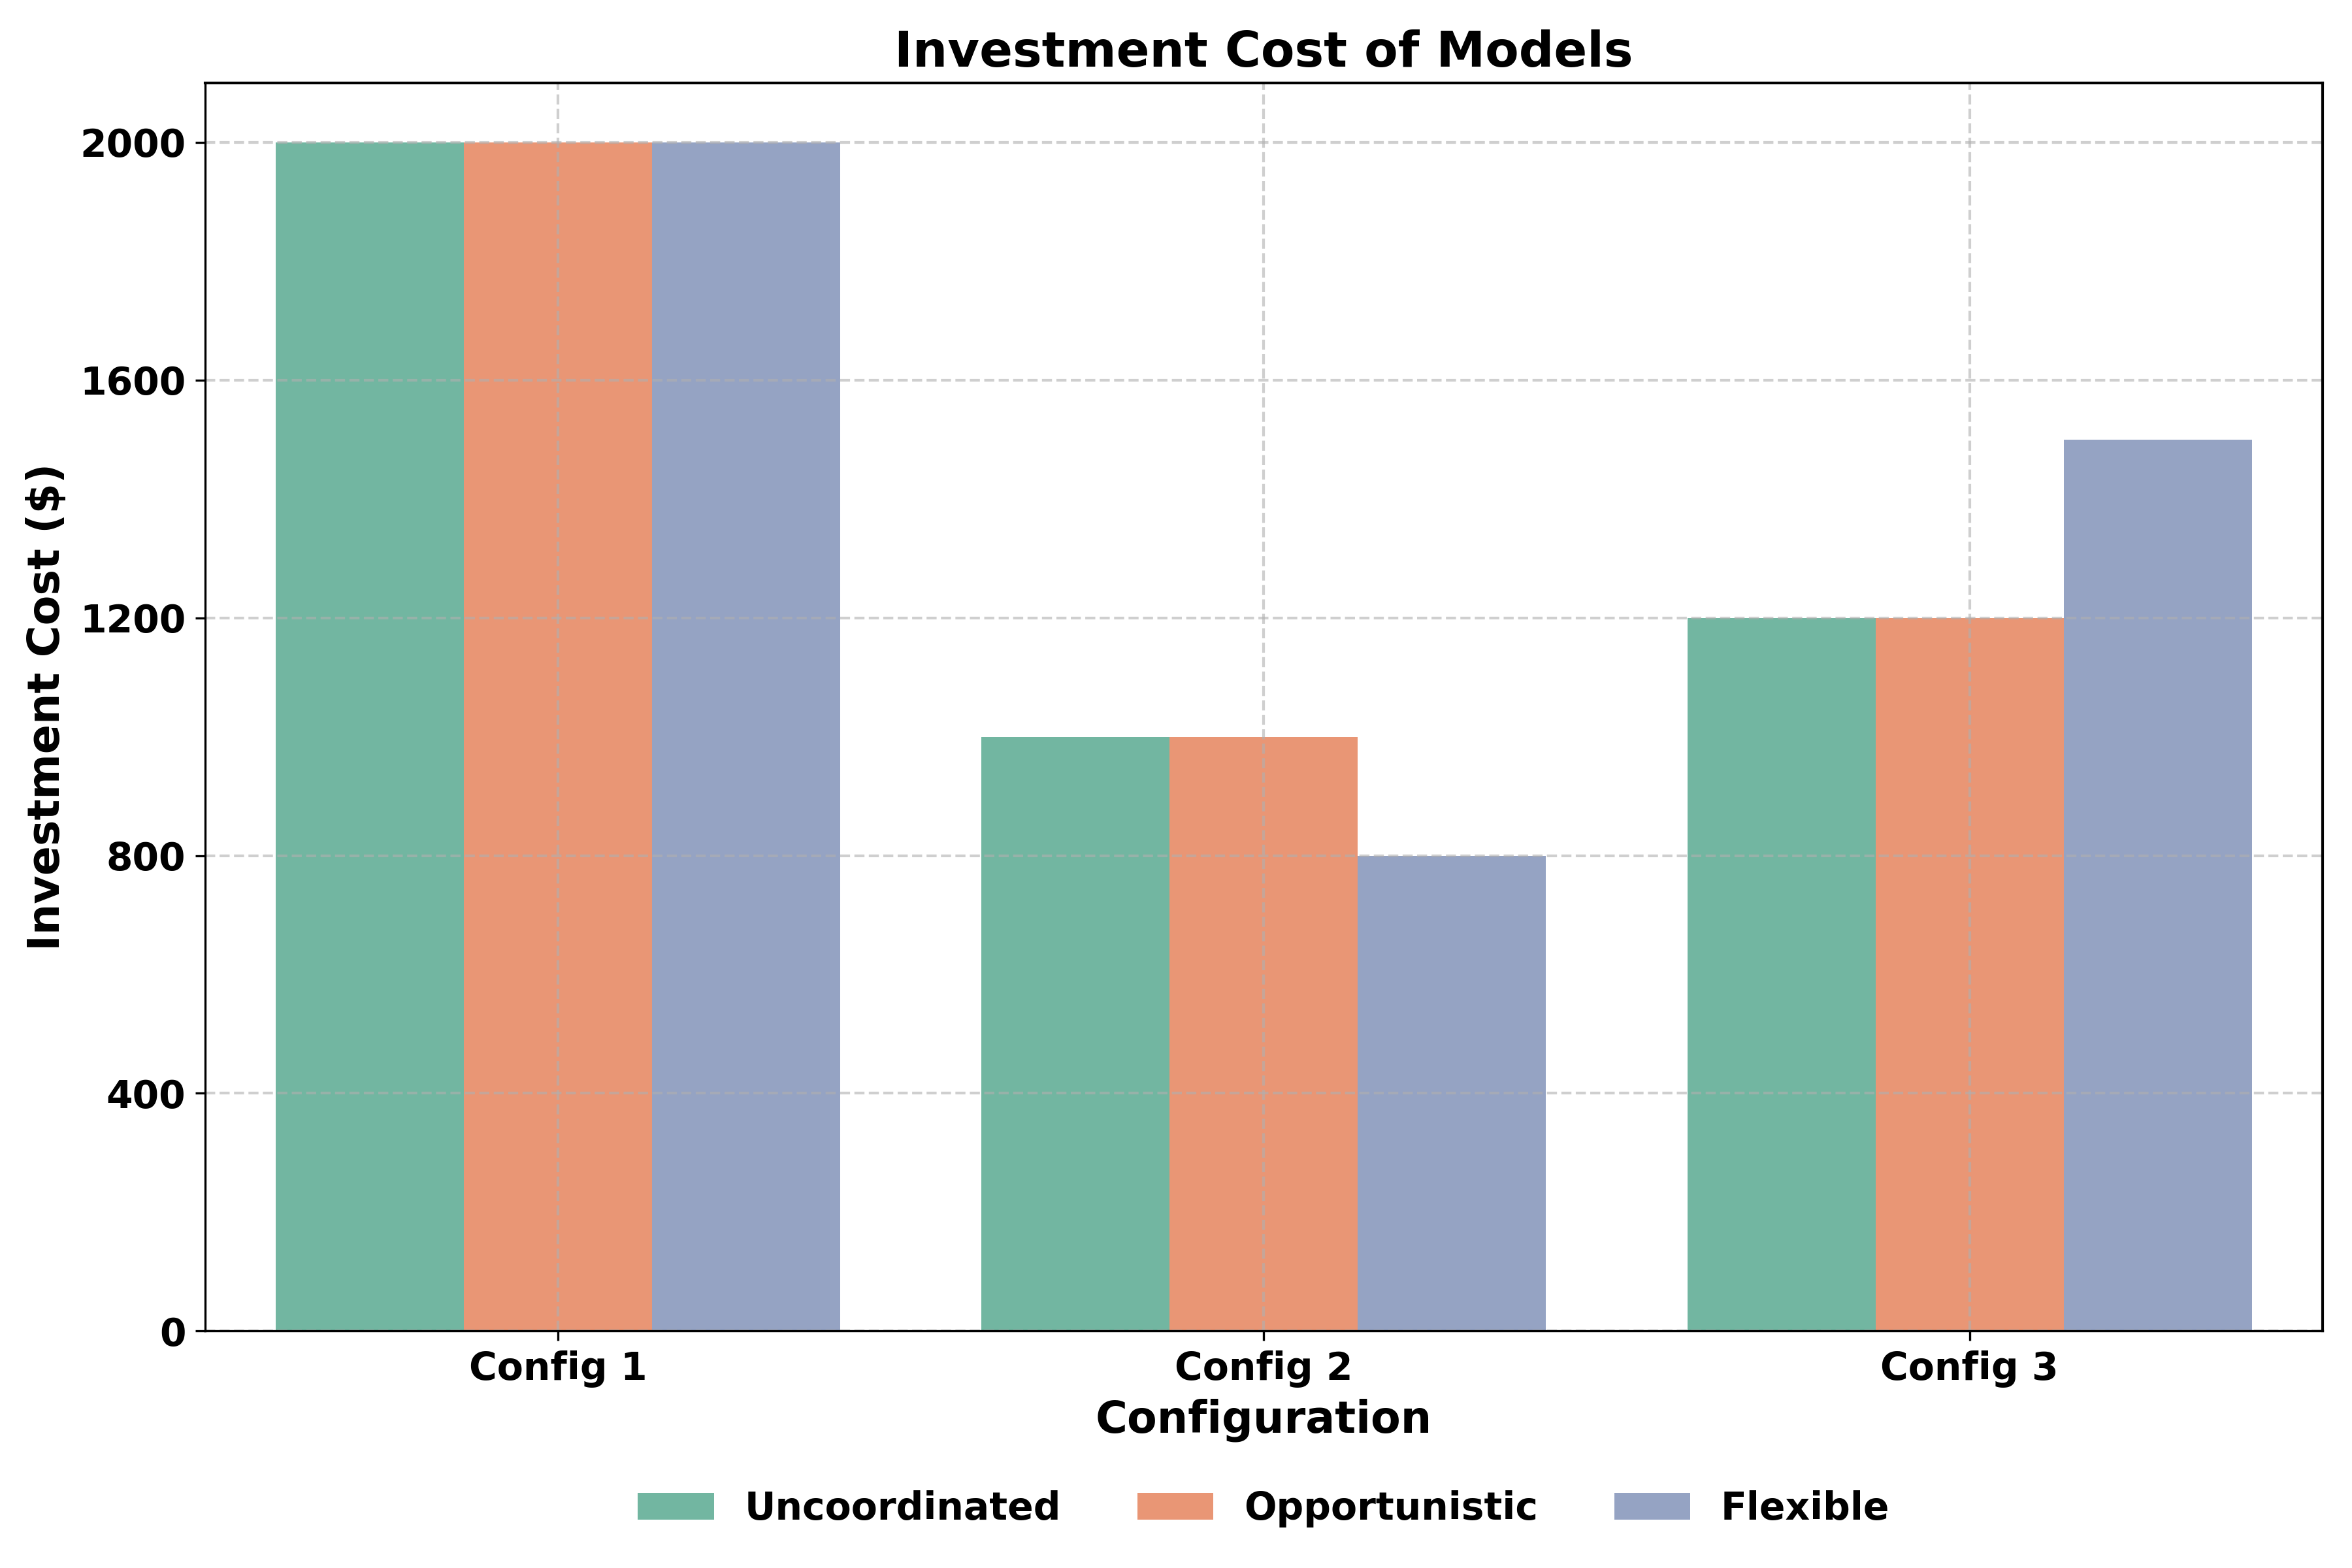 Investment Cost of Models
Investment Cost ($)
2000
1600
1200
800
400
0
Config 1
Config 2
Config 3
Configuration
Uncoordinated
Opportunistic
Flexible